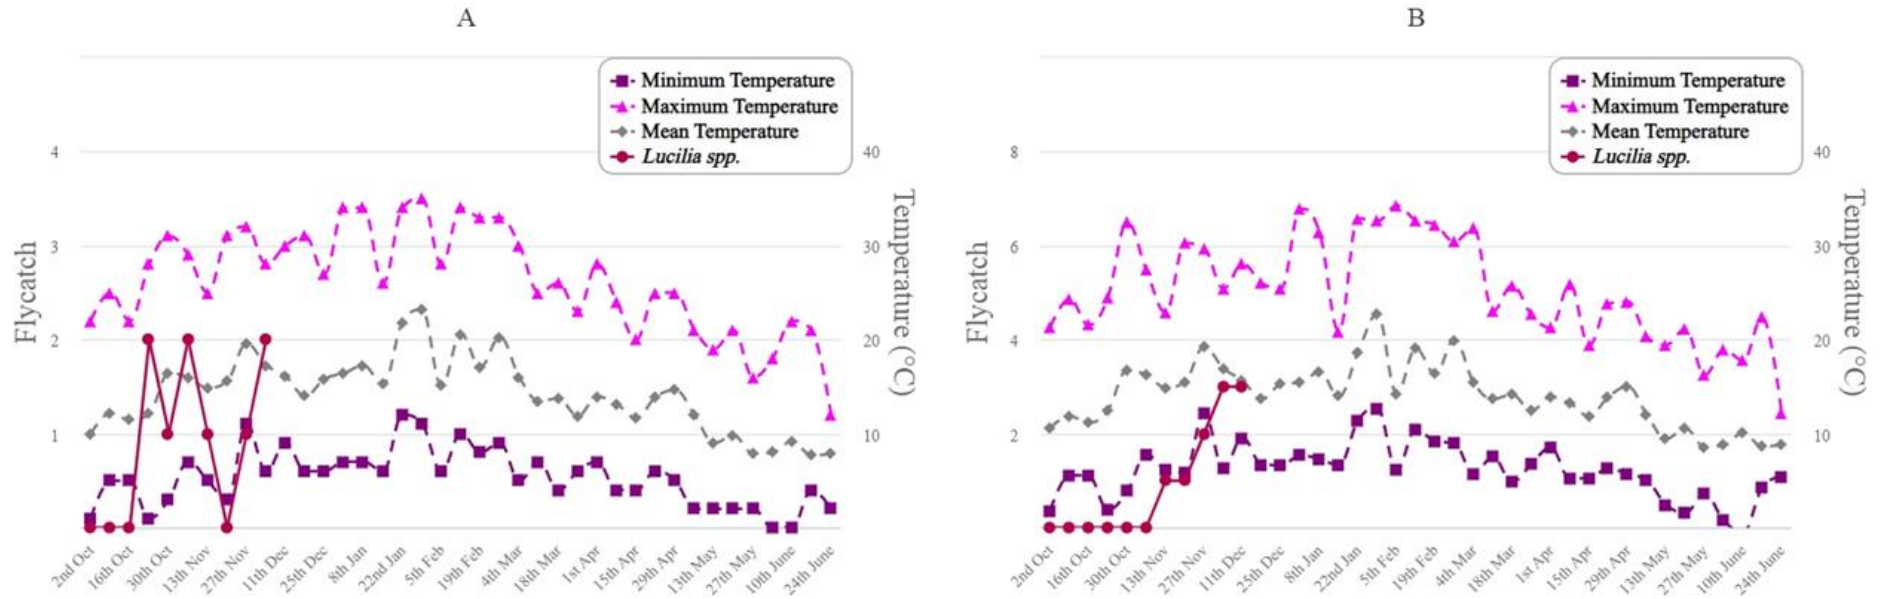 A
Minimum Temperature
Maximum Temperature
Mean Temperature
Lucilia spp.
4
3
2
1
40
30
20
10
Flycatch
Temperature (°C)
2nd Oct
16th Oct
30th Oct
13th Nov
27th Nov
11th Dec
25th Dec
8th Jan
22nd Jan
5th Feb
19th Feb
4th Mar
18th Mar
1st Apr
15th Apr
29th Apr
13th May
27th May
10th June
24th June
B
Minimum Temperature
Maximum Temperature
Mean Temperature
Lucilia spp.
8
6
4
2
40
30
20
10
Flycatch
Temperature (°C)
2nd Oct
16th Oct
30th Oct
13th Nov
27th Nov
11th Dec
25th Dec
8th Jan
22nd Jan
5th Feb
19th Feb
4th Mar
18th Mar
1st Apr
15th Apr
29th Apr
13th May
27th May
10th June
24th June